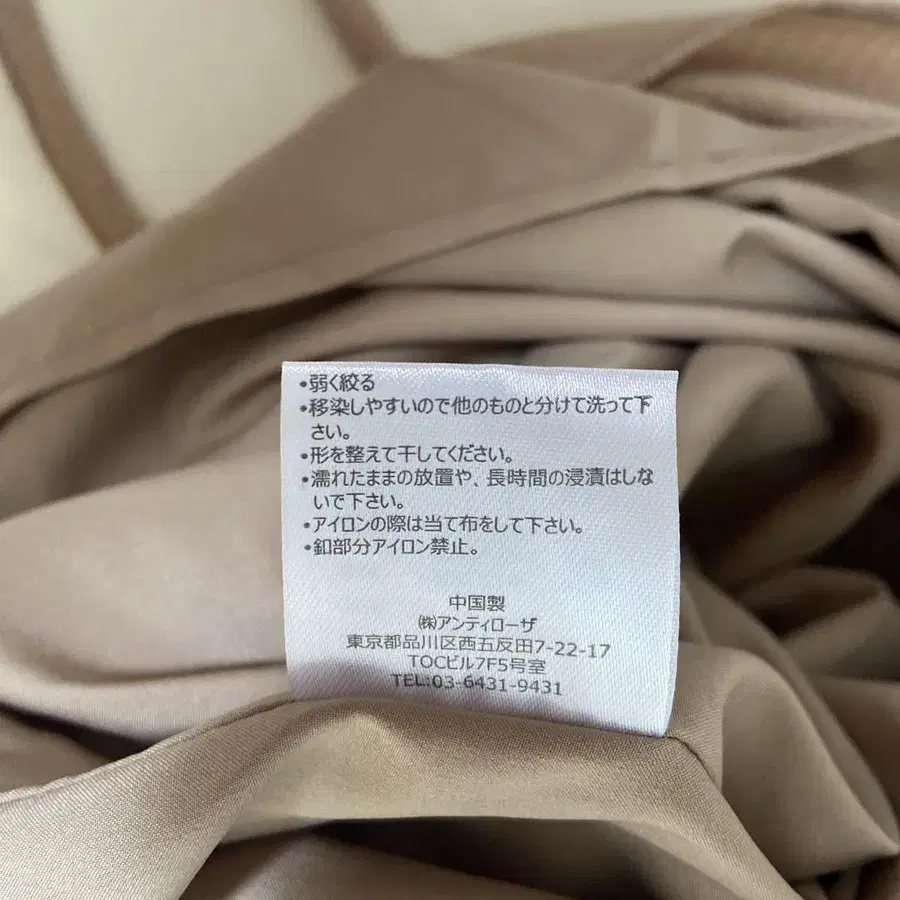 •弱く絞る
•移染しやすいので他のものと分けて洗って下
さい。
•形を整えて干してください。
•濡れたままの放置や、長時間の浸漬はしな
いで下さい。
•アイロンの際は当て布をして下さい。
•釦部分アイロン禁止。
中国製
㈱アンティローザ
東京都品川区西五反田7-22-17
TOCビル7F5号室
TEL:03-6431-9431